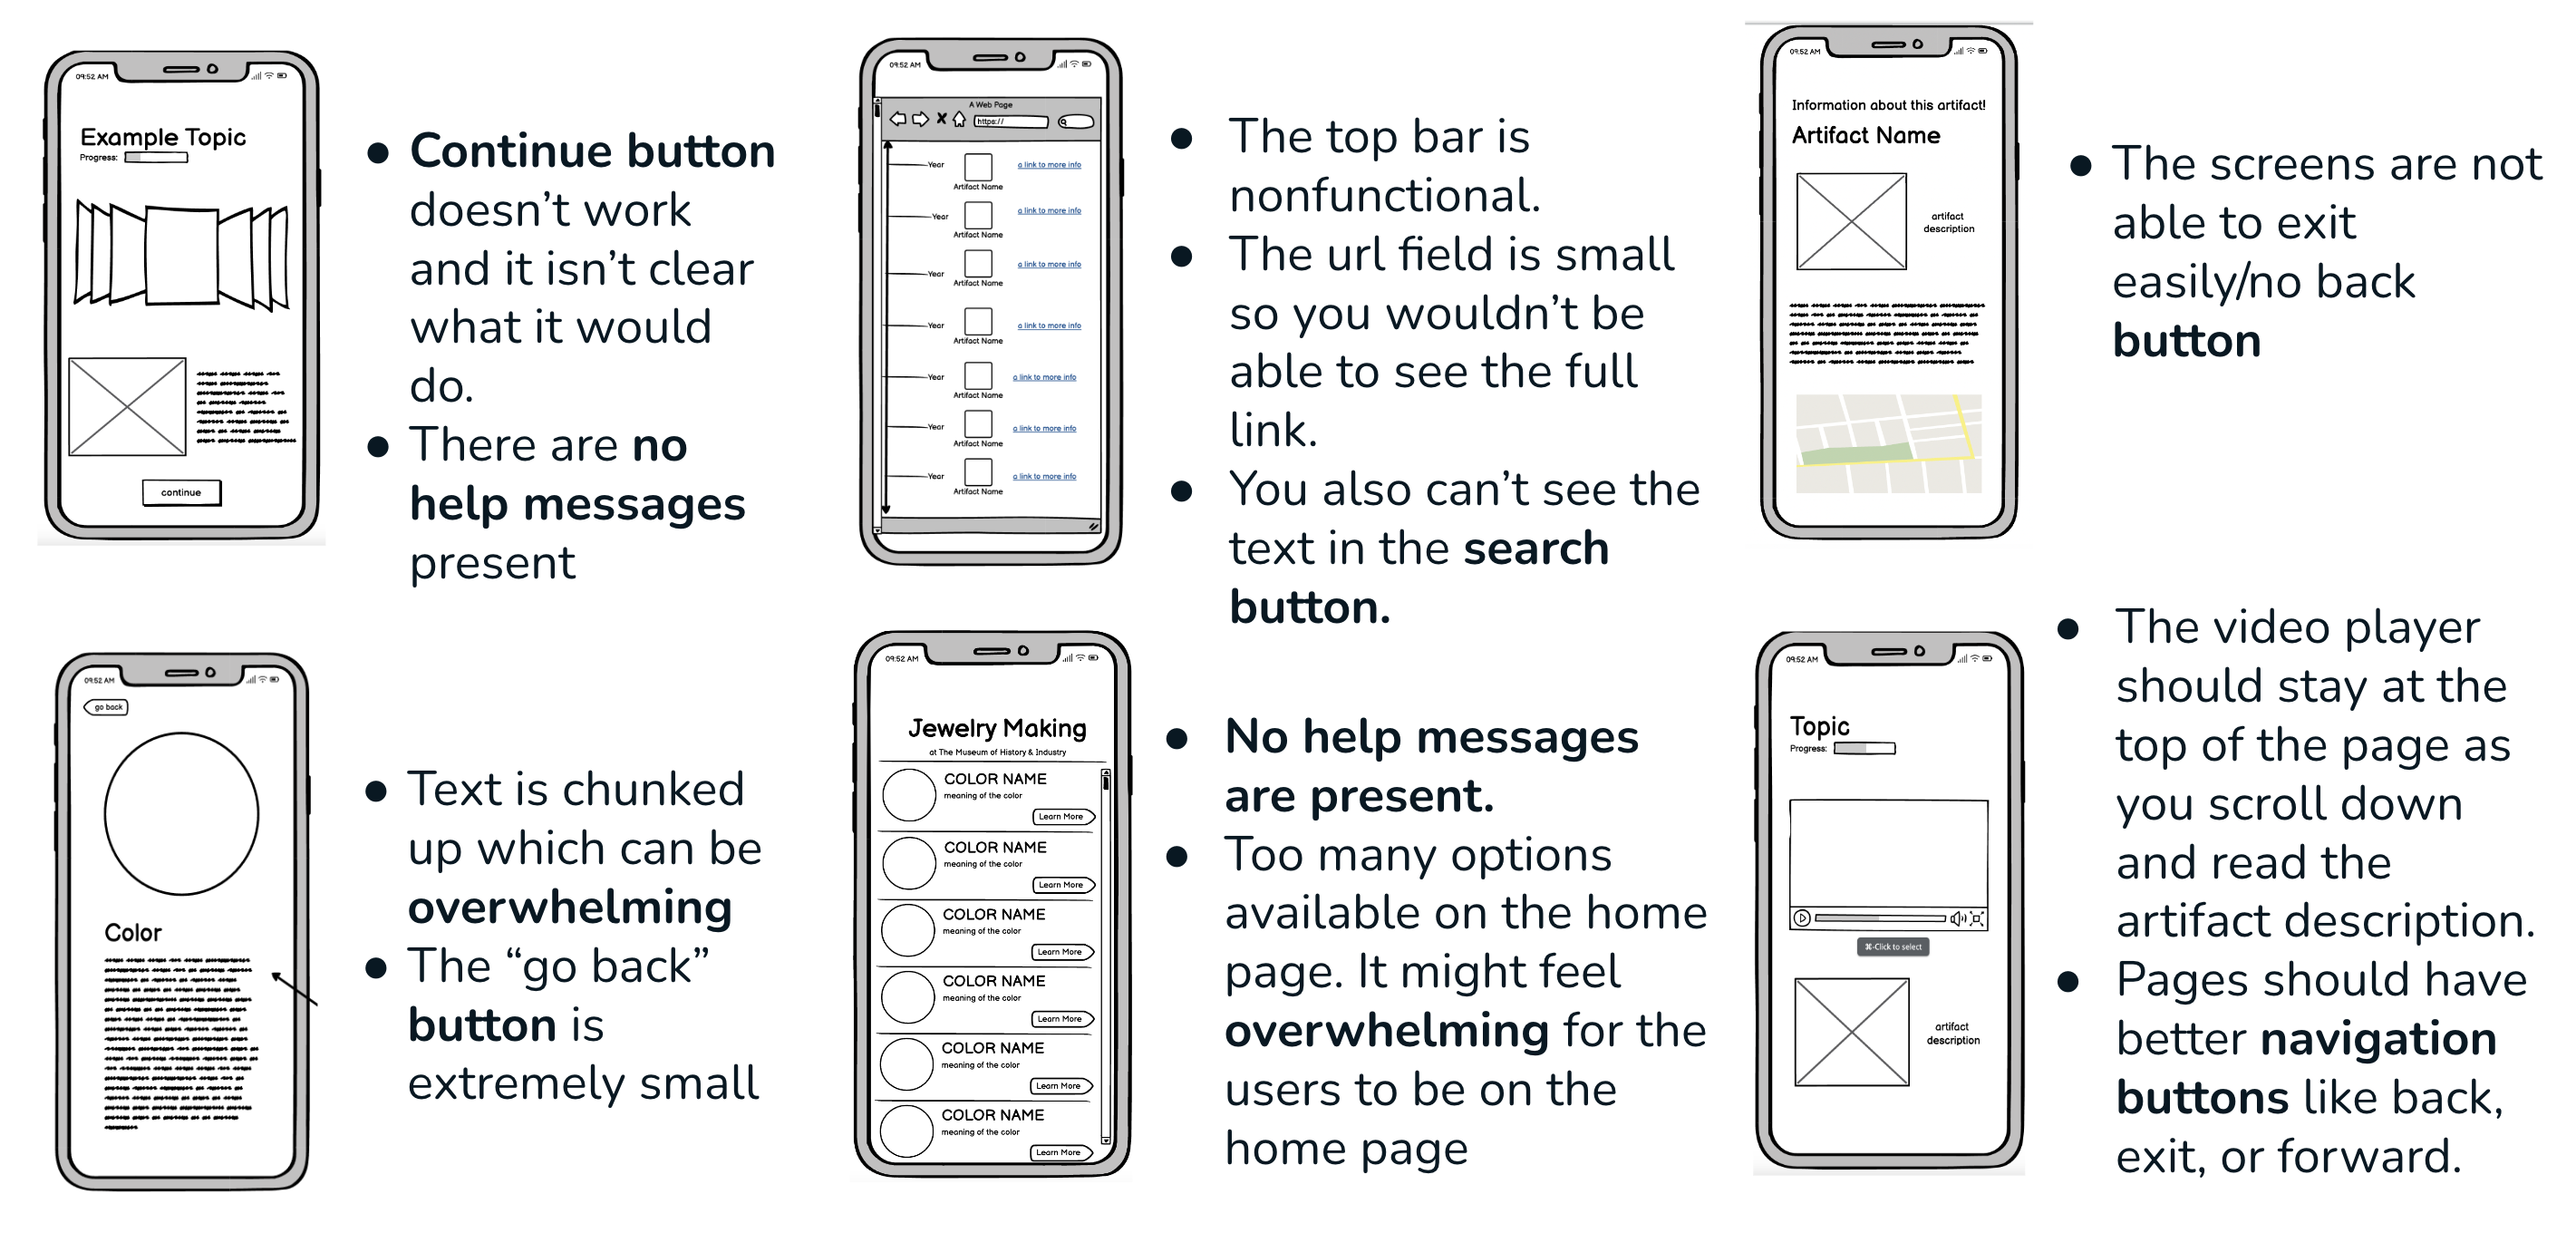 09:52 AM
Example Topic
Progress:
continue
● Continue button
doesn’t work
and it isn’t clear
what it would
do.
● There are no
help messages
present
09:52 AM
A Web Page
https://
Year
Artifact Name
a link to more info
Year
Artifact Name
a link to more info
Year
Artifact Name
a link to more info
Year
Artifact Name
a link to more info
Year
Artifact Name
a link to more info
Year
Artifact Name
a link to more info
Year
Artifact Name
a link to more info
● The top bar is
nonfunctional.
● The url field is small
so you wouldn’t be
able to see the full
link.
● You also can’t see the
text in the search
button.
09:52 AM
Information about this artifact!
Artifact Name
artifact
description
● The screens are not
able to exit
easily/no back
button
09:52 AM
go back
Color
● Text is chunked
up which can be
overwhelming
● The “go back”
button is
extremely small
09:52 AM
Jewelry Making
at The Museum of History & Industry
COLOR NAME
meaning of the color
Learn More
COLOR NAME
meaning of the color
Learn More
COLOR NAME
meaning of the color
Learn More
COLOR NAME
meaning of the color
Learn More
COLOR NAME
meaning of the color
Learn More
COLOR NAME
meaning of the color
Learn More
● No help messages
are present.
● Too many options
available on the home
page. It might feel
overwhelming for the
users to be on the
home page
09:52 AM
Topic
Progress:
⌘-Click to select
artifact
description
● The video player
should stay at the
top of the page as
you scroll down
and read the
artifact description.
● Pages should have
better navigation
buttons like back,
exit, or forward.